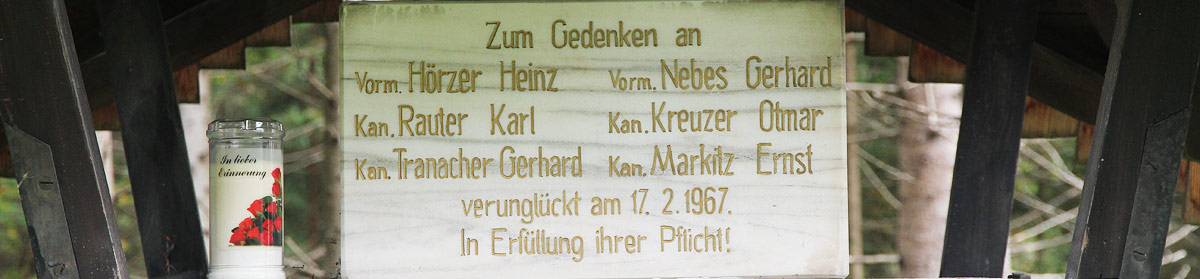 Zum Gedenken an
Vorm. Hörzer Heinz Vorm. Nebes Gerhard
Kan. Rauter Karl Kan. Kreuzer Otmar
Kan. Tranacher Gerhard Kan. Markitz Ernst
verunglückt am 17. 2. 1967.
In Erfüllung ihrer Pflicht!
In lieber
Erinnerung